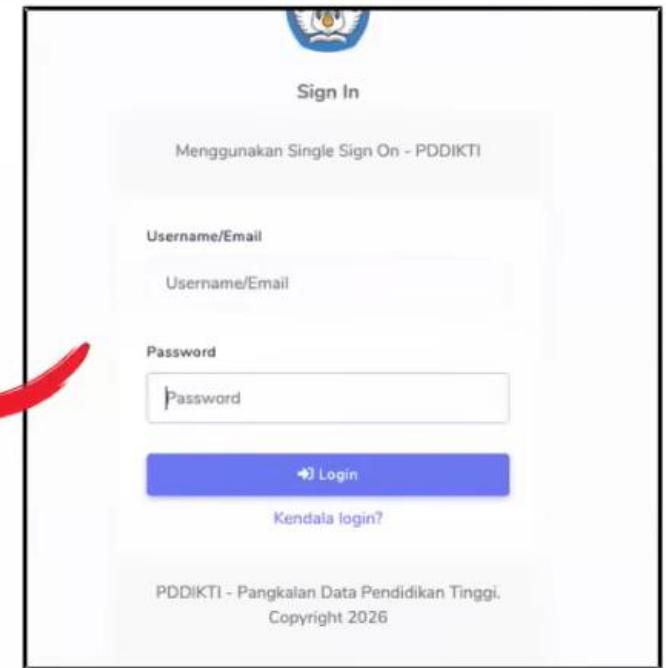 Sign In
Menggunakan Single Sign On - PDDIKTI
Username/Email
Username/Email
Password
Password
Login
Kendala login?
PDDIKTI - Pangkalan Data Pendidikan Tinggi.
Copyright 2026